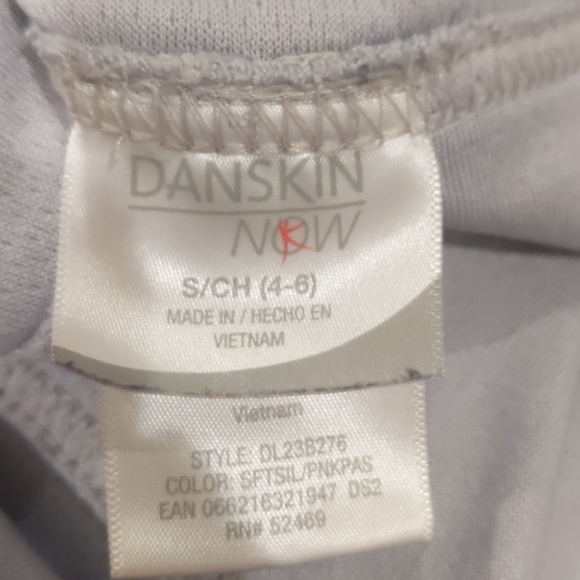 DANSKIN
NOW
S/CH (4-6)
MADE IN / HECHO EN
VIETNAM
Vietnam
STYLE: DL23B276
COLOR: SFTSIL/PNKPAS
EAN 066216321947 DS2
RN# 52469